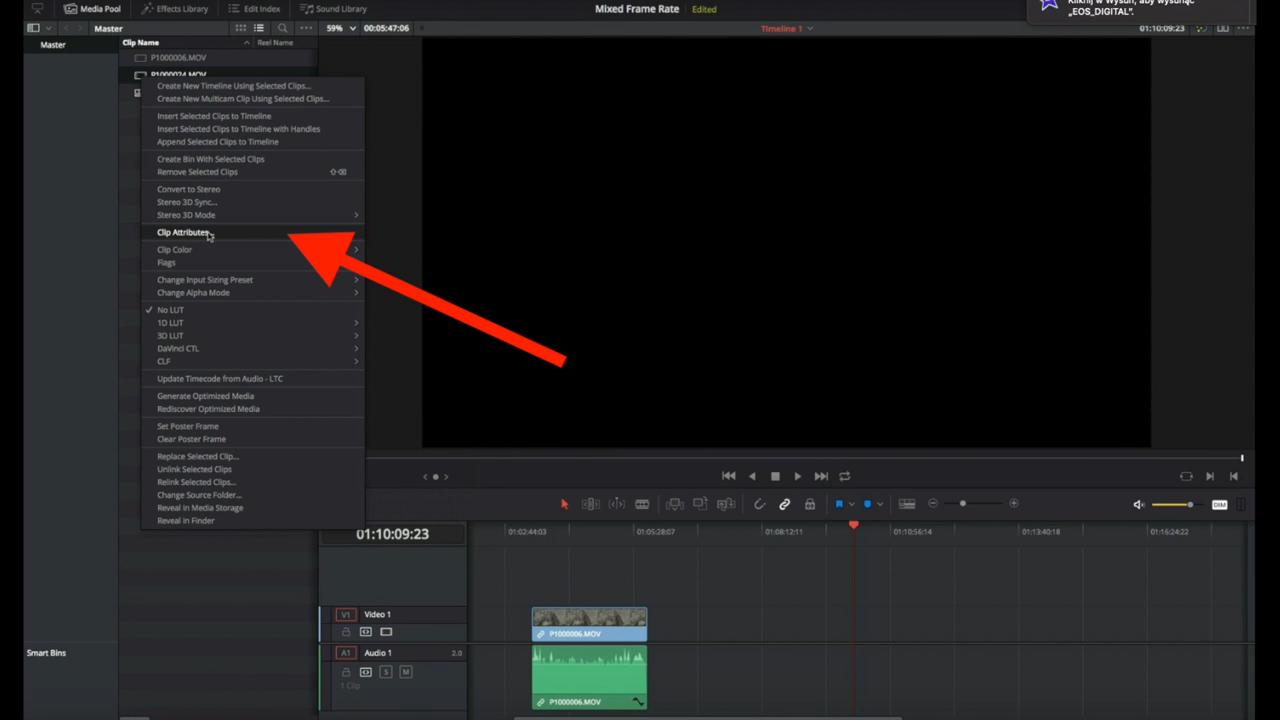 Media Pool
Effects Library
Edit Index
Sound Library
Mixed Frame Rate
Edited
Kliknij w Wysuń, aby wysunąć
„EOS_DIGITAL”.
Master
59%
00:05:47:06
Timeline 1
01:10:09:23
Master
Clip Name
Reel Name
P1000006.MOV
P1000024.MOV
Create New Timeline Using Selected Clips...
Create New Multicam Clip Using Selected Clips...
Insert Selected Clips to Timeline
Insert Selected Clips to Timeline with Handles
Append Selected Clips to Timeline
Create Bin With Selected Clips
Remove Selected Clips
Convert to Stereo
Stereo 3D Sync...
Stereo 3D Mode
Clip Attributes...
Clip Color
Flags
Change Input Sizing Preset
Change Alpha Mode
No LUT
1D LUT
3D LUT
DaVinci CTL
CLF
Update Timecode from Audio - LTC
Generate Optimized Media
Rediscover Optimized Media
Set Poster Frame
Clear Poster Frame
Replace Selected Clip...
Unlink Selected Clips
Relink Selected Clips...
Change Source Folder...
Reveal in Media Storage
Reveal in Finder
DIM
01:10:09:23
01:02:44:03
01:05:28:07
01:08:12:11
01:10:56:14
01:13:40:18
01:16:24:22
V1
Video 1
P1000006.MOV
Smart Bins
A1
Audio 1
2.0
S
M
1 Clip
P1000006.MOV